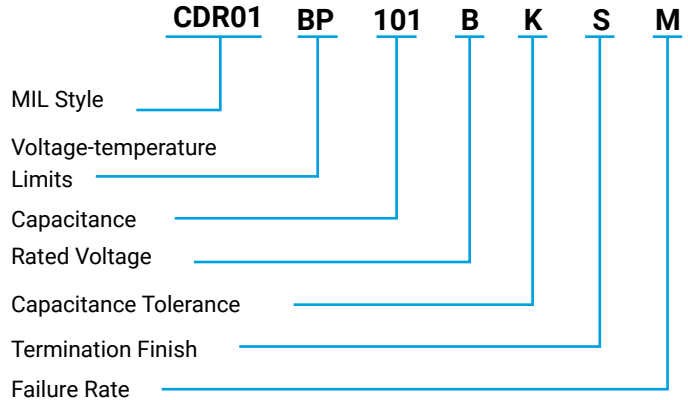 CDR01 BP 101 B K S M
MIL Style
Voltage-temperature
Limits
Capacitance
Rated Voltage
Capacitance Tolerance
Termination Finish
Failure Rate